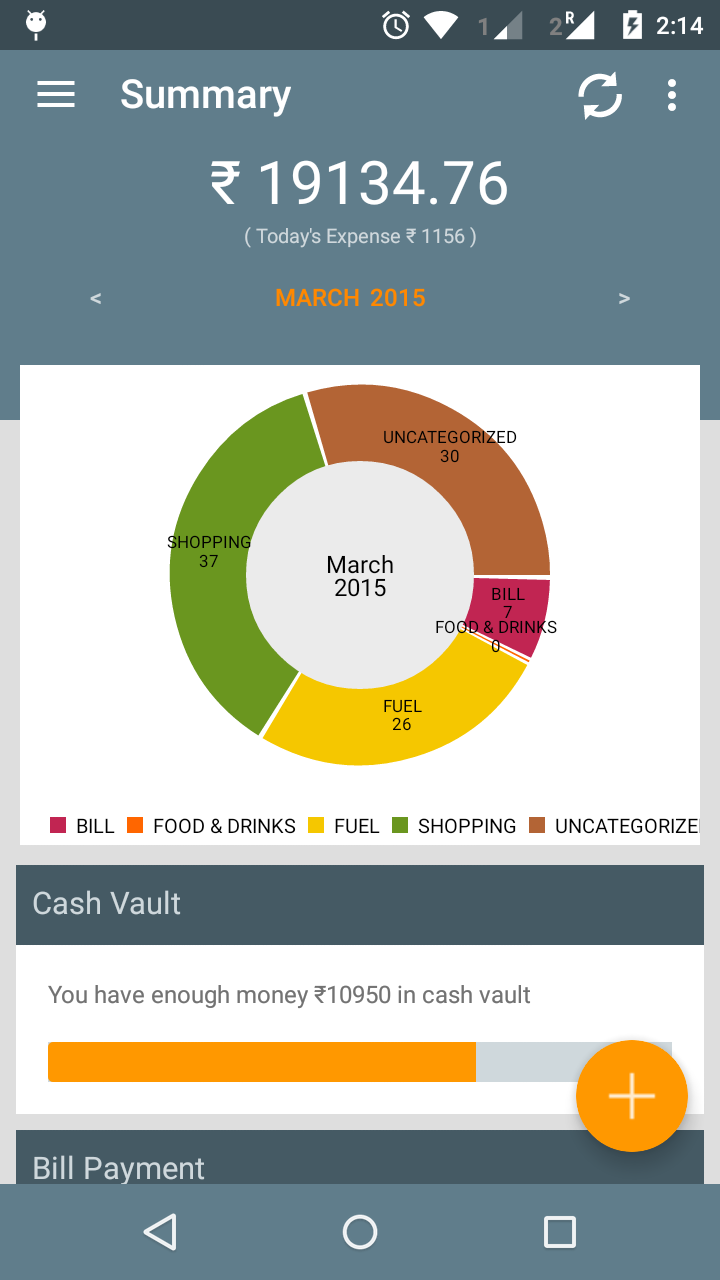 1 2 R 2:14
Summary
₹ 19134.76
( Today's Expense ₹ 1156 )
< MARCH 2015 >
UNCATEGORIZED
30
SHOPPING
37
March
2015
BILL
7
FOOD & DRINKS
0
FUEL
26
BILL FOOD & DRINKS FUEL SHOPPING UNCATEGORIZE
Cash Vault
You have enough money ₹10950 in cash vault
Bill Payment